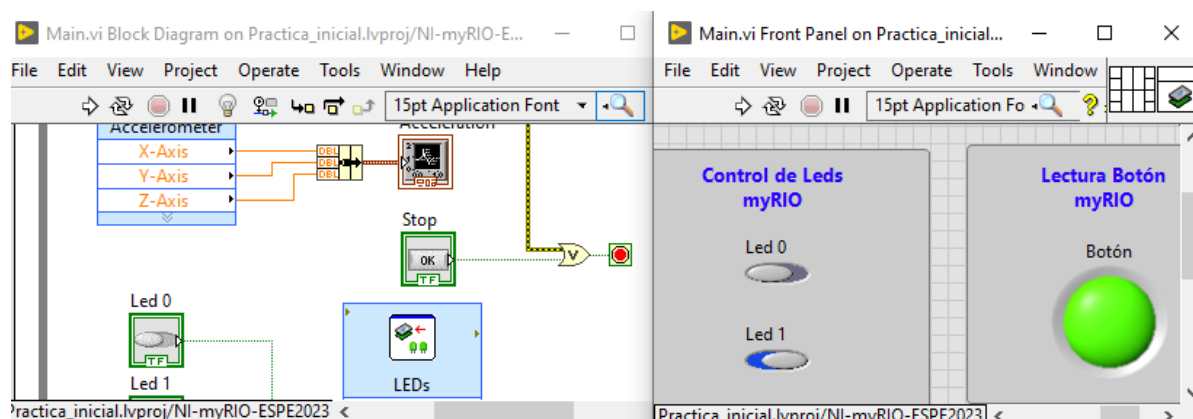 Main.vi Block Diagram on Practica_inicial.lvproj/NI-myRIO-E...
File Edit View Project Operate Tools Window Help
15pt Application Font
Accelerometer
X-Axis
Y-Axis
Z-Axis
DBL
DBL
DBL
Acceleration
Stop
OK
TF
V
Led 0
TF
Led 1
LEDs
Practica_inicial.lvproj/NI-myRIO-ESPE2023
Main.vi Front Panel on Practica_inicial...
File Edit View Project Operate Tools Window
15pt Application Fo
?
Control de Leds
myRIO
Led 0
Led 1
Lectura Botón
myRIO
Botón
Practica_inicial.lvproj/NI-myRIO-ESPE2023